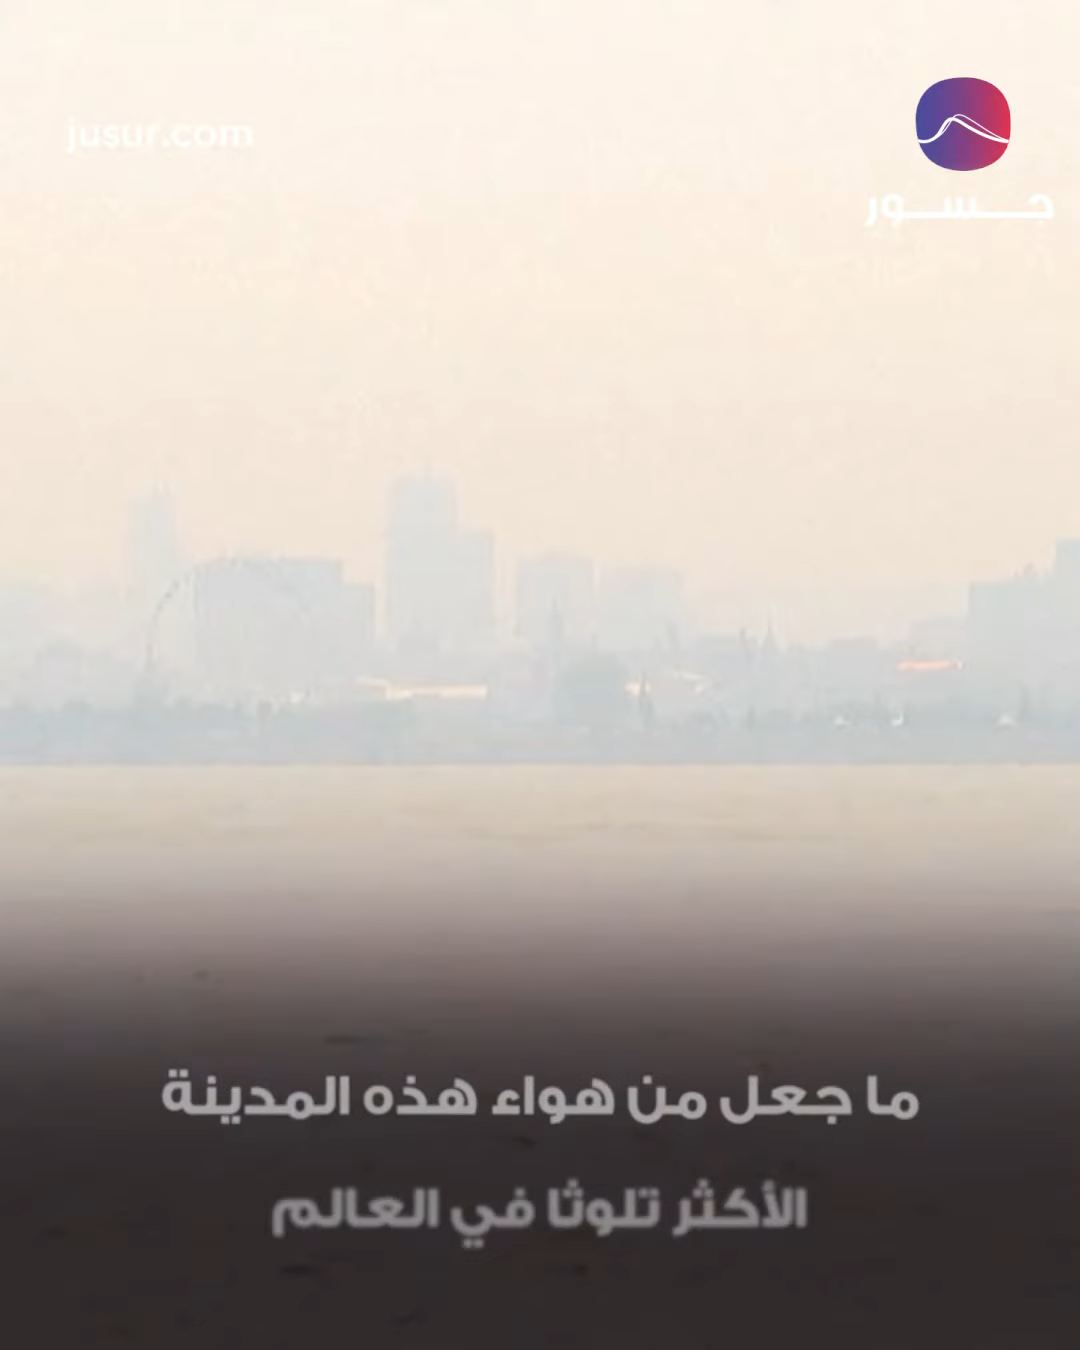 jusur.com
جسور
ما جعل من هواء هذه المدينة
الأكثر تلوثا في العالم